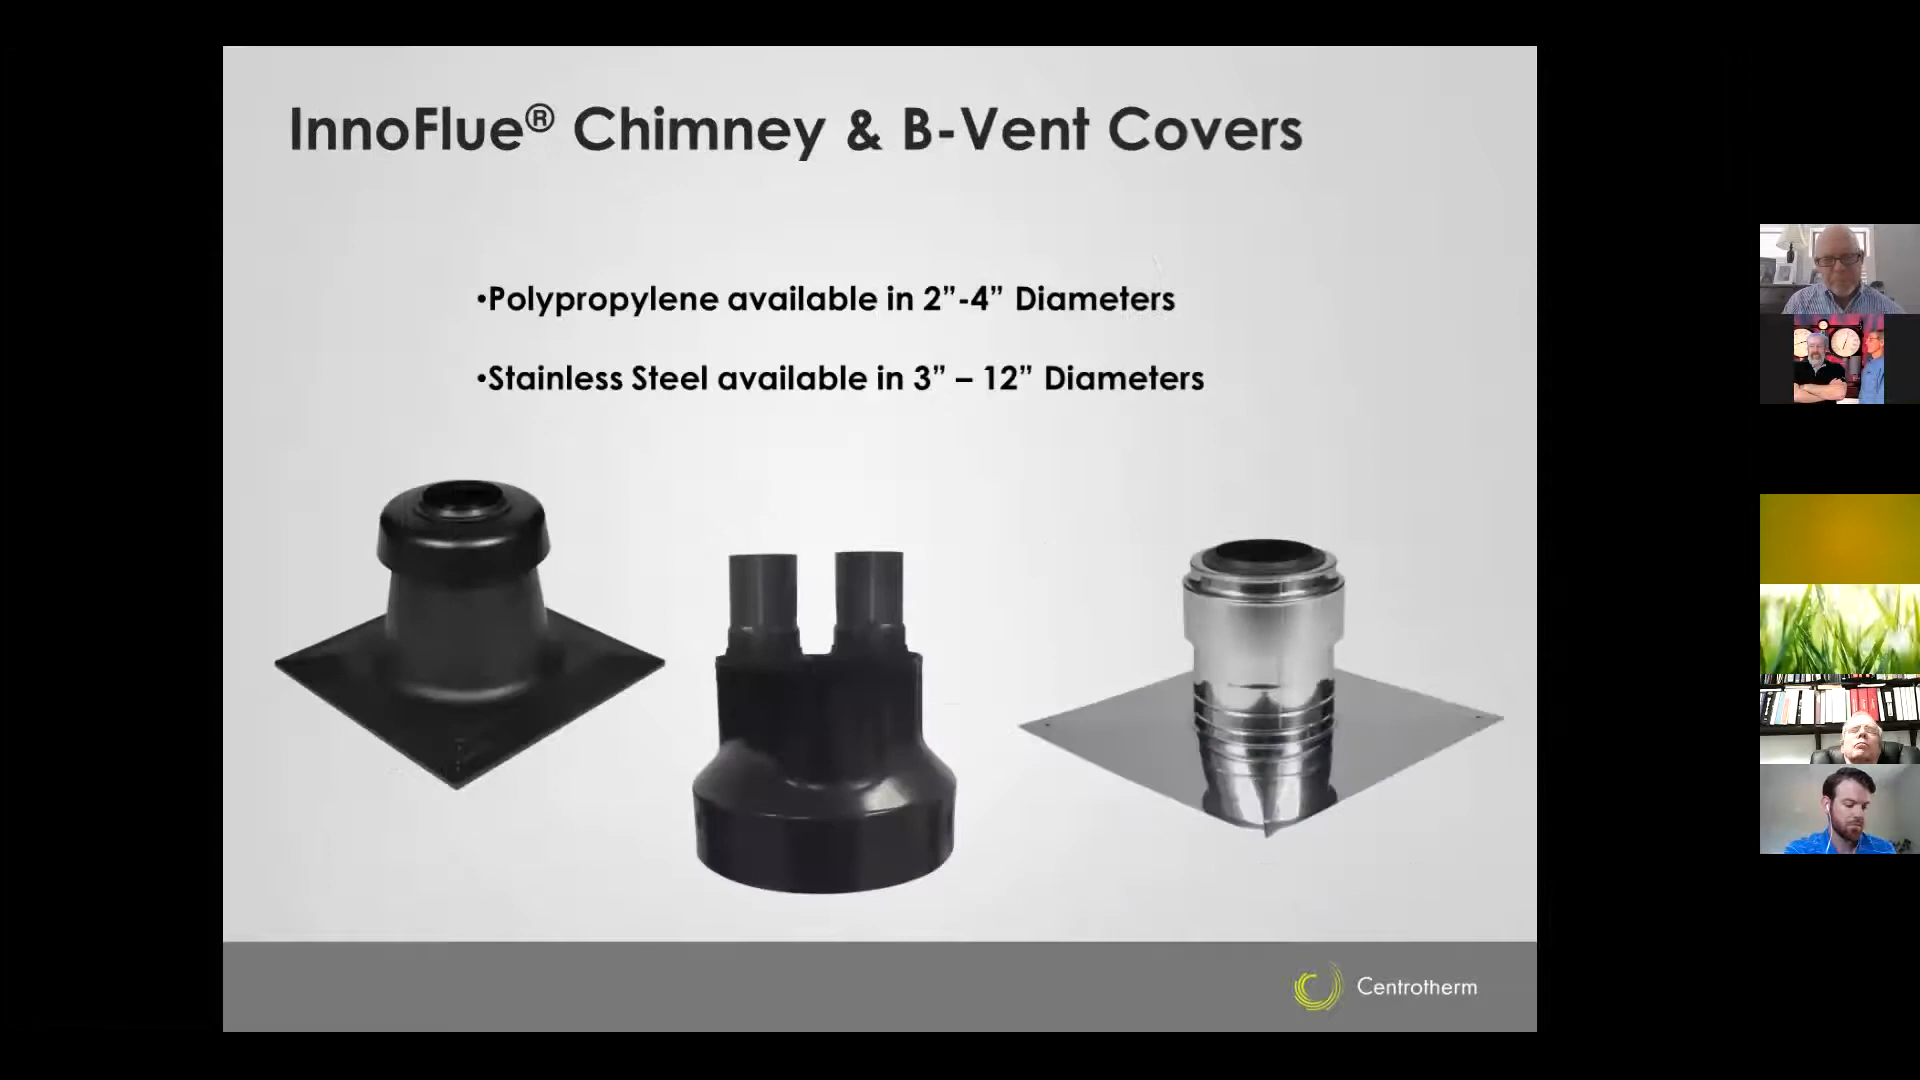 InnoFlue® Chimney & B-Vent Covers
•Polypropylene available in 2”-4” Diameters
•Stainless Steel available in 3” – 12” Diameters
Centrotherm